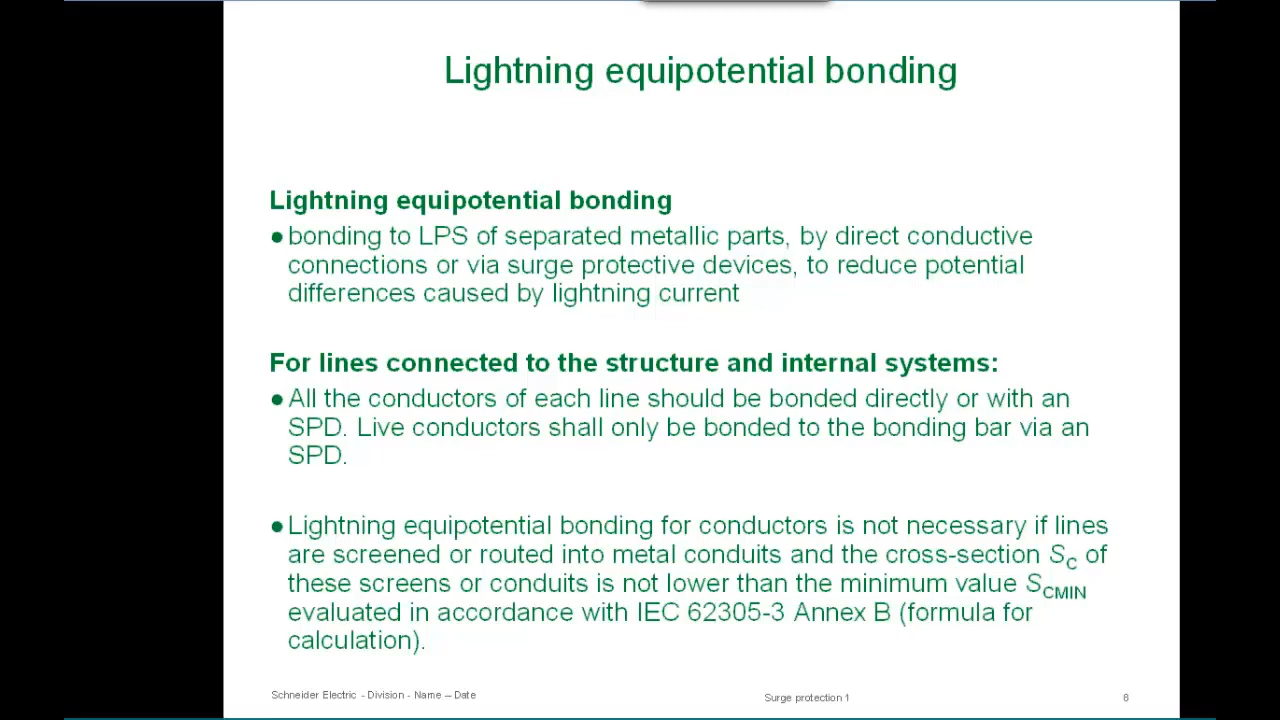 Lightning equipotential bonding
Lightning equipotential bonding
●bonding to LPS of separated metallic parts, by direct conductive
connections or via surge protective devices, to reduce potential
differences caused by lightning current
For lines connected to the structure and internal systems:
●All the conductors of each line should be bonded directly or with an
SPD. Live conductors shall only be bonded to the bonding bar via an
SPD.
●Lightning equipotential bonding for conductors is not necessary if lines
are screened or routed into metal conduits and the cross-section SC of
these screens or conduits is not lower than the minimum value SCMIN
evaluated in accordance with IEC 62305-3 Annex B (formula for
calculation).
Schneider Electric - Division - Name – Date
Surge protection 1
6